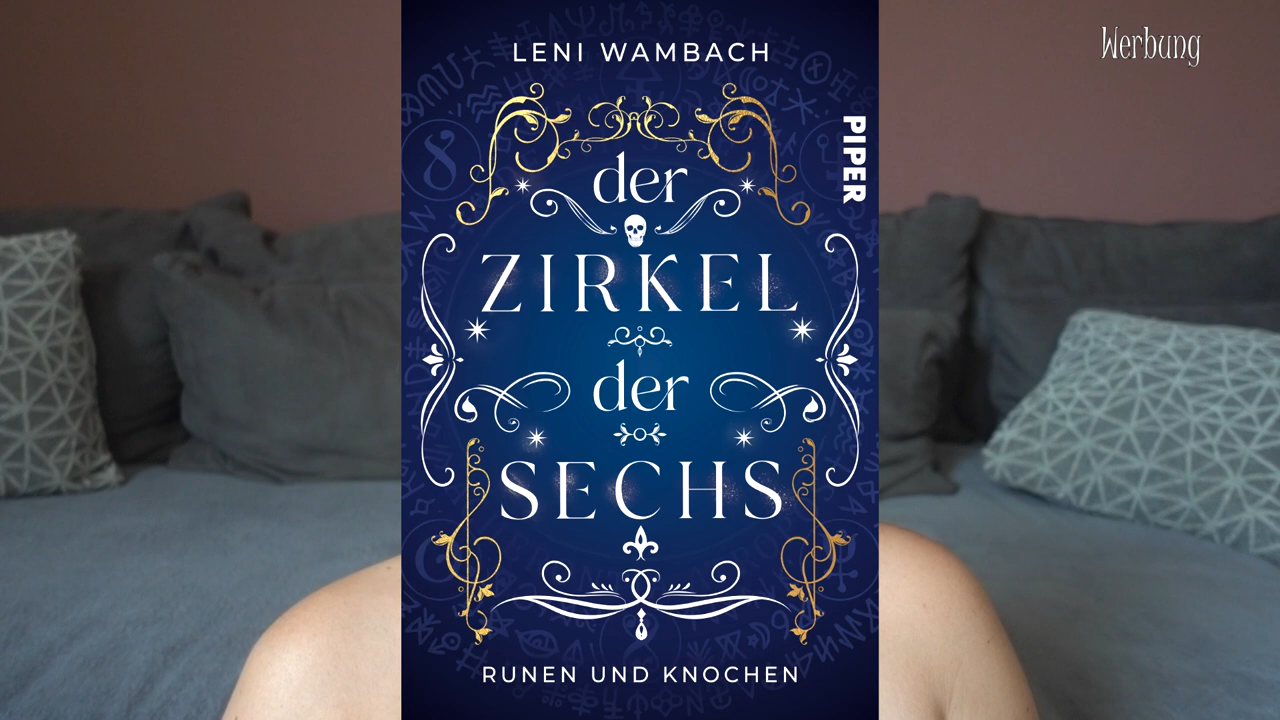 Werbung
LENI WAMBACH
PIPER
der
ZIRKEL
der
SECHS
RUNEN UND KNOCHEN